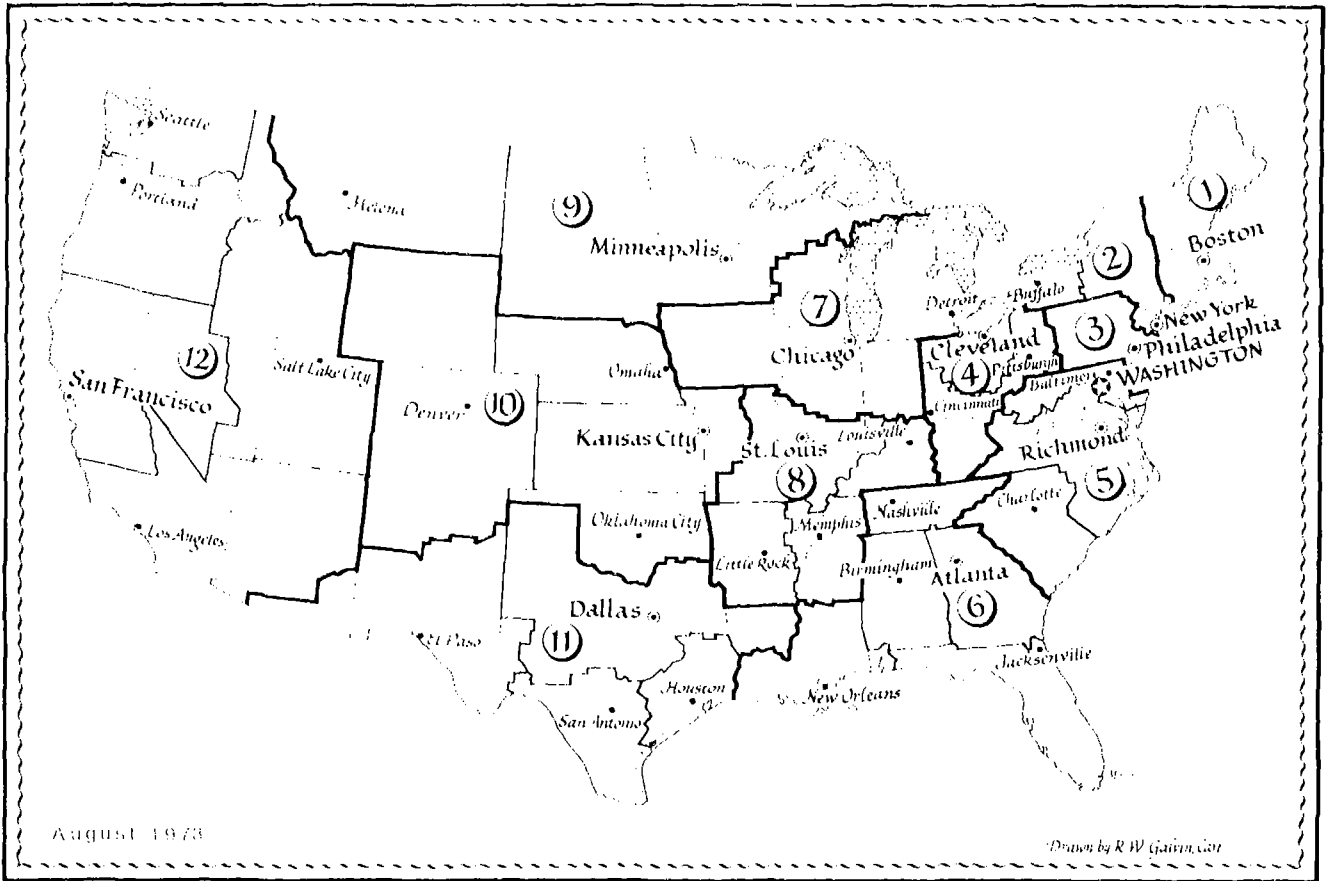 Seattle
Portland
Helena
9
Minneapolis
1
Boston
2
7
Detroit
Buffalo
New York
3
Philadelphia
Chicago
Cleveland
4
Pittsburgh
Baltimore
WASHINGTON
Cincinnati
12
San Francisco
Salt Lake City
Omaha
Denver
10
Kansas City
St. Louis
8
Louisville
Richmond
5
Los Angeles
Oklahoma City
Little Rock
Memphis
Nashville
Charlotte
Birmingham
Atlanta
6
El Paso
Dallas
11
Houston
San Antonio
New Orleans
Jacksonville
August 1973
Drawn by R. W. Galvin, Cart